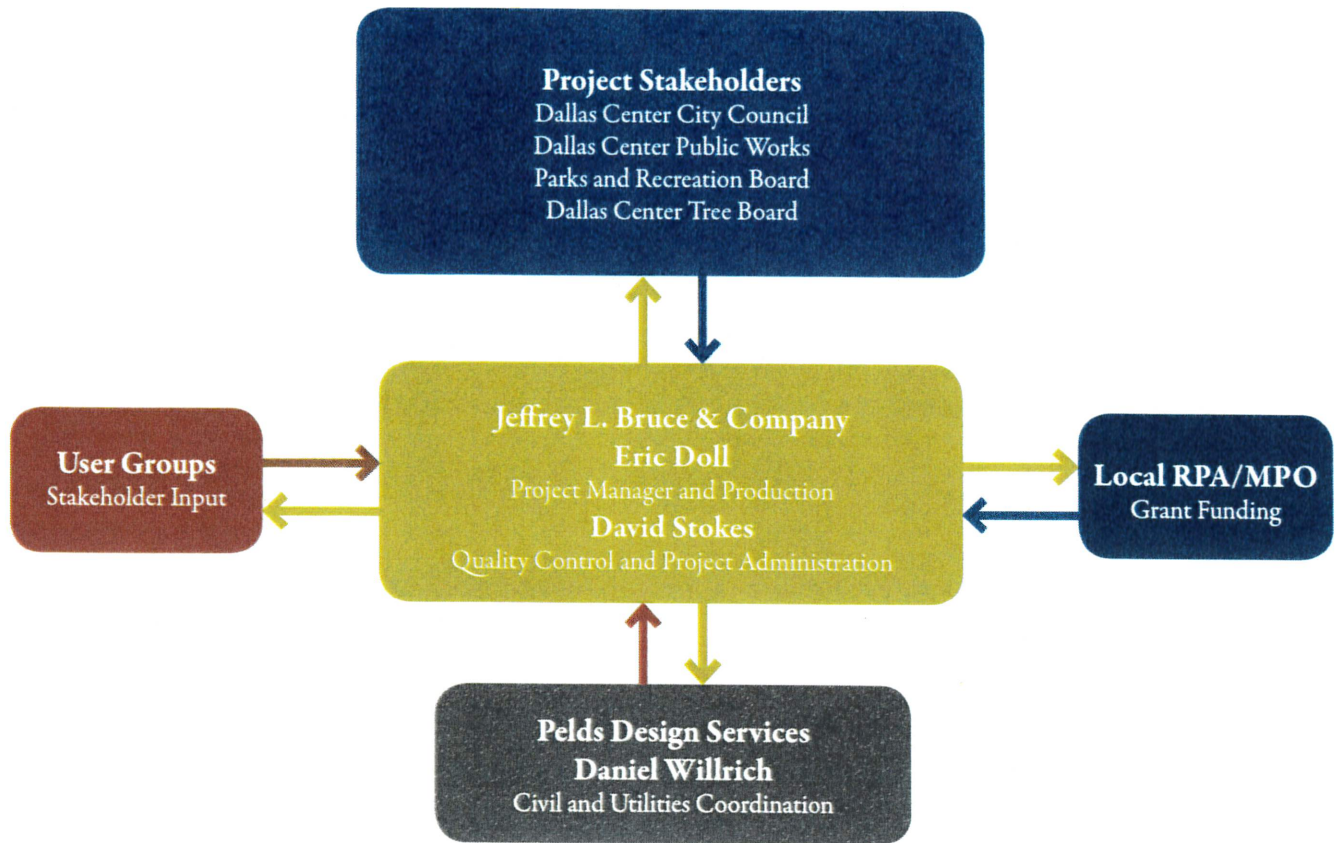 Project Stakeholders
Dallas Center City Council
Dallas Center Public Works
Parks and Recreation Board
Dallas Center Tree Board
User Groups
Stakeholder Input
Jeffrey L. Bruce & Company
Eric Doll
Project Manager and Production
David Stokes
Quality Control and Project Administration
Local RPA/MPO
Grant Funding
Pelds Design Services
Daniel Willrich
Civil and Utilities Coordination